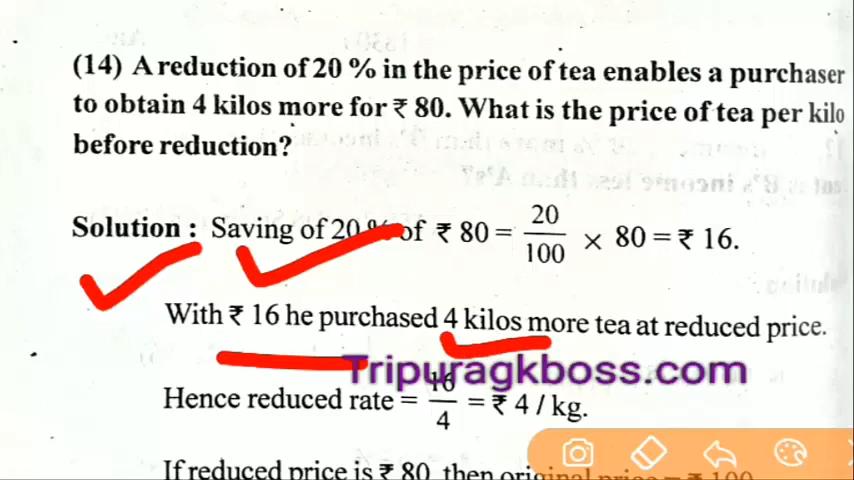 (14) A reduction of 20 % in the price of tea enables a purchaser
to obtain 4 kilos more for ₹ 80. What is the price of tea per kilo
before reduction?
Solution : Saving of 20 % of ₹ 80 = 20/100 × 80 = ₹ 16.
With ₹ 16 he purchased 4 kilos more tea at reduced price.
Tripuragkboss.com
Hence reduced rate = 16/4 = ₹ 4 / kg.
If reduced price is ₹ 80, then original price = ₹ 100